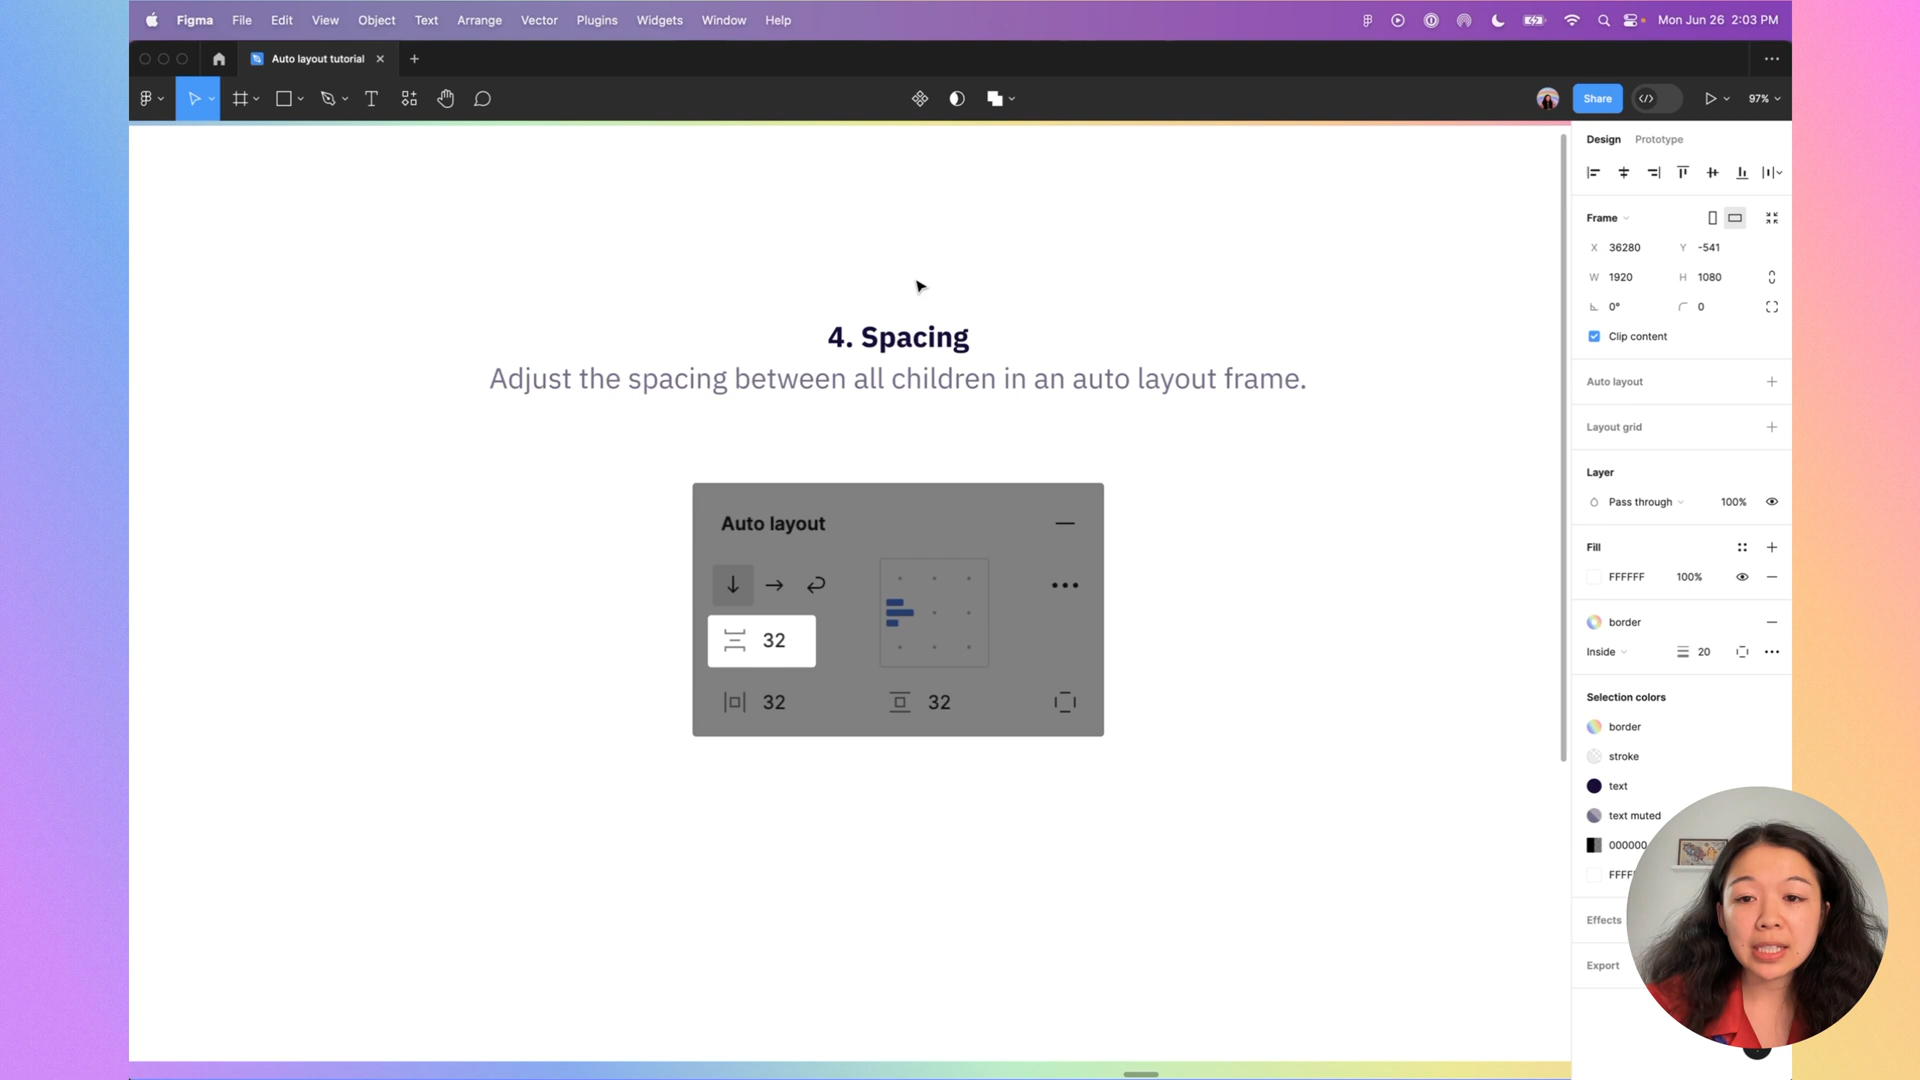 Figma File Edit View Object Text Arrange Vector Plugins Widgets Window Help Mon Jun 26 2:03 PM
Auto layout tutorial
Share 97%
Design Prototype
Frame
X 36280 Y -541
W 1920 H 1080
0° 0
Clip content
Auto layout
Layout grid
Layer
Pass through 100%
Fill
FFFFFF 100%
border
Inside 20
Selection colors
border
stroke
text
text muted
000000
FFFF
Effects
Export
4. Spacing
Adjust the spacing between all children in an auto layout frame.
Auto layout
32
32 32